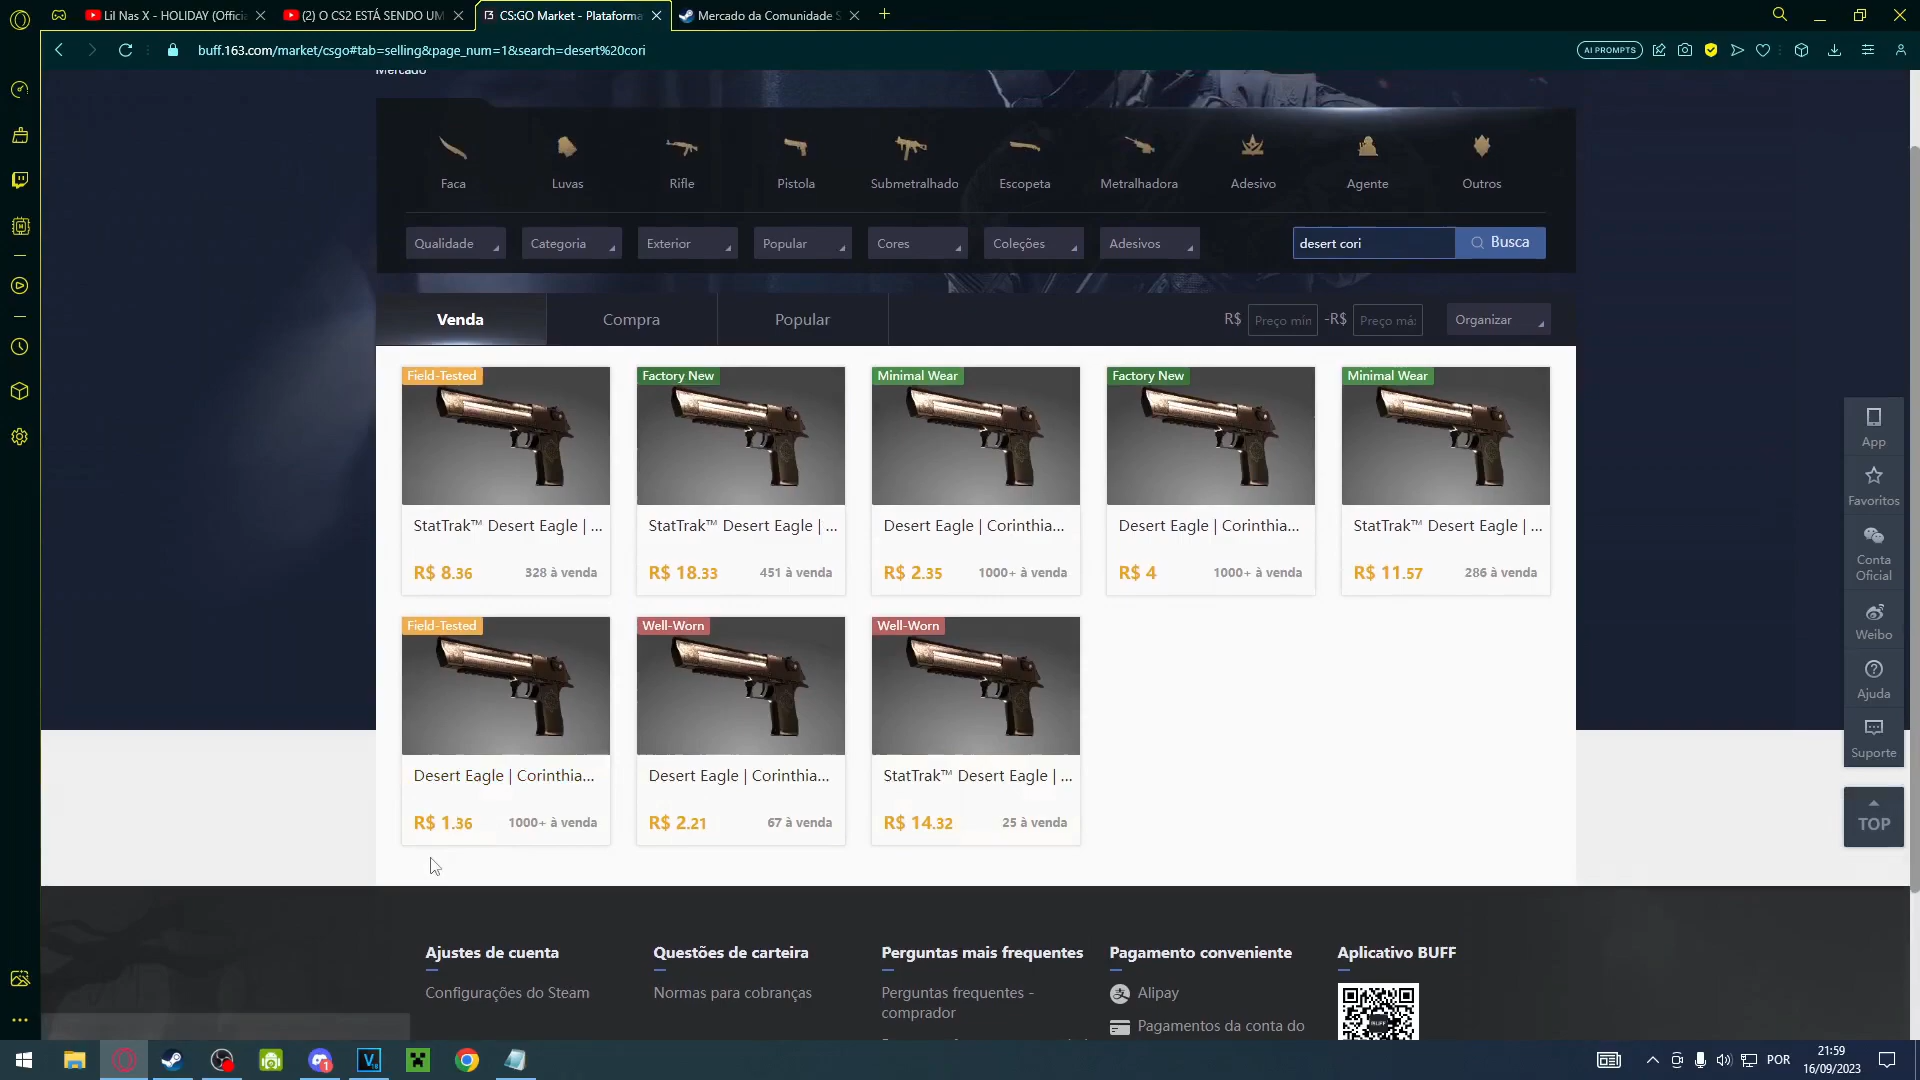 Lil Nas X - HOLIDAY (Offici
(2) O CS2 ESTÁ SENDO UM
CS:GO Market - Plataforma
Mercado da Comunidade S
buff.163.com/market/csgo#tab=selling&page_num=1&search=desert%20cori
AI PROMPTS
Mercado
Faca
Luvas
Rifle
Pistola
Submetralhado
Escopeta
Metralhadora
Adesivo
Agente
Outros
Qualidade
Categoria
Exterior
Popular
Cores
Coleções
Adesivos
desert cori
Busca
Venda
Compra
Popular
R$ Preço mín -R$ Preço má
Organizar
Field-Tested
Factory New
Minimal Wear
Factory New
Minimal Wear
StatTrak™ Desert Eagle | ...
StatTrak™ Desert Eagle | ...
Desert Eagle | Corinthia...
Desert Eagle | Corinthia...
StatTrak™ Desert Eagle | ...
R$ 8.36 328 à venda
R$ 18.33 451 à venda
R$ 2.35 1000+ à venda
R$ 4 1000+ à venda
R$ 11.57 286 à venda
Field-Tested
Well-Worn
Well-Worn
Desert Eagle | Corinthia...
Desert Eagle | Corinthia...
StatTrak™ Desert Eagle | ...
R$ 1.36 1000+ à venda
R$ 2.21 67 à venda
R$ 14.32 25 à venda
App
Favoritos
Conta
Oficial
Weibo
Ajuda
Suporte
TOP
Ajustes de cuenta
Configurações do Steam
Questões de carteira
Normas para cobranças
Perguntas mais frequentes
Perguntas frequentes -
comprador
Pagamento conveniente
Alipay
Pagamentos da conta do
Aplicativo BUFF
BUFF
POR
21:59
16/09/2023